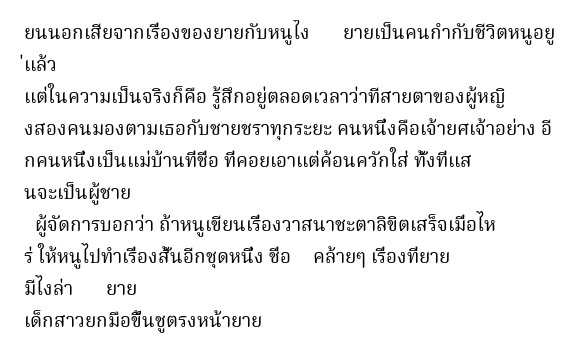 ยนนอกเสียจากเรื่องของยายกับหนูไง ยายเป็นคนกำกับชีวิตหนูอยู
่แล้ว
แต่ในความเป็นจริงก็คือ รู้สึกอยู่ตลอดเวลาว่าที่สายตาของผู้หญิ
งสองคนมองตามเธอกับชายชราทุกระยะ คนหนึ่งคือเจ้ายศเจ้าอย่าง อี
กคนหนึ่งเป็นแม่บ้านที่ชื่อ ที่คอยเอาแต่ค้อนควักใส่ ทั้งที่แส
นจะเป็นผู้ชาย
ผู้จัดการบอกว่า ถ้าหนูเขียนเรื่องวาสนาชะตาลิขิตเสร็จเมื่อไห
ร่ ให้หนูไปทำเรื่องสั้นอีกชุดหนึ่ง ชื่อ คล้ายๆ เรื่องที่ยาย
มีไงล่า ยาย
เด็กสาวยกมือขึ้นชูตรงหน้ายาย